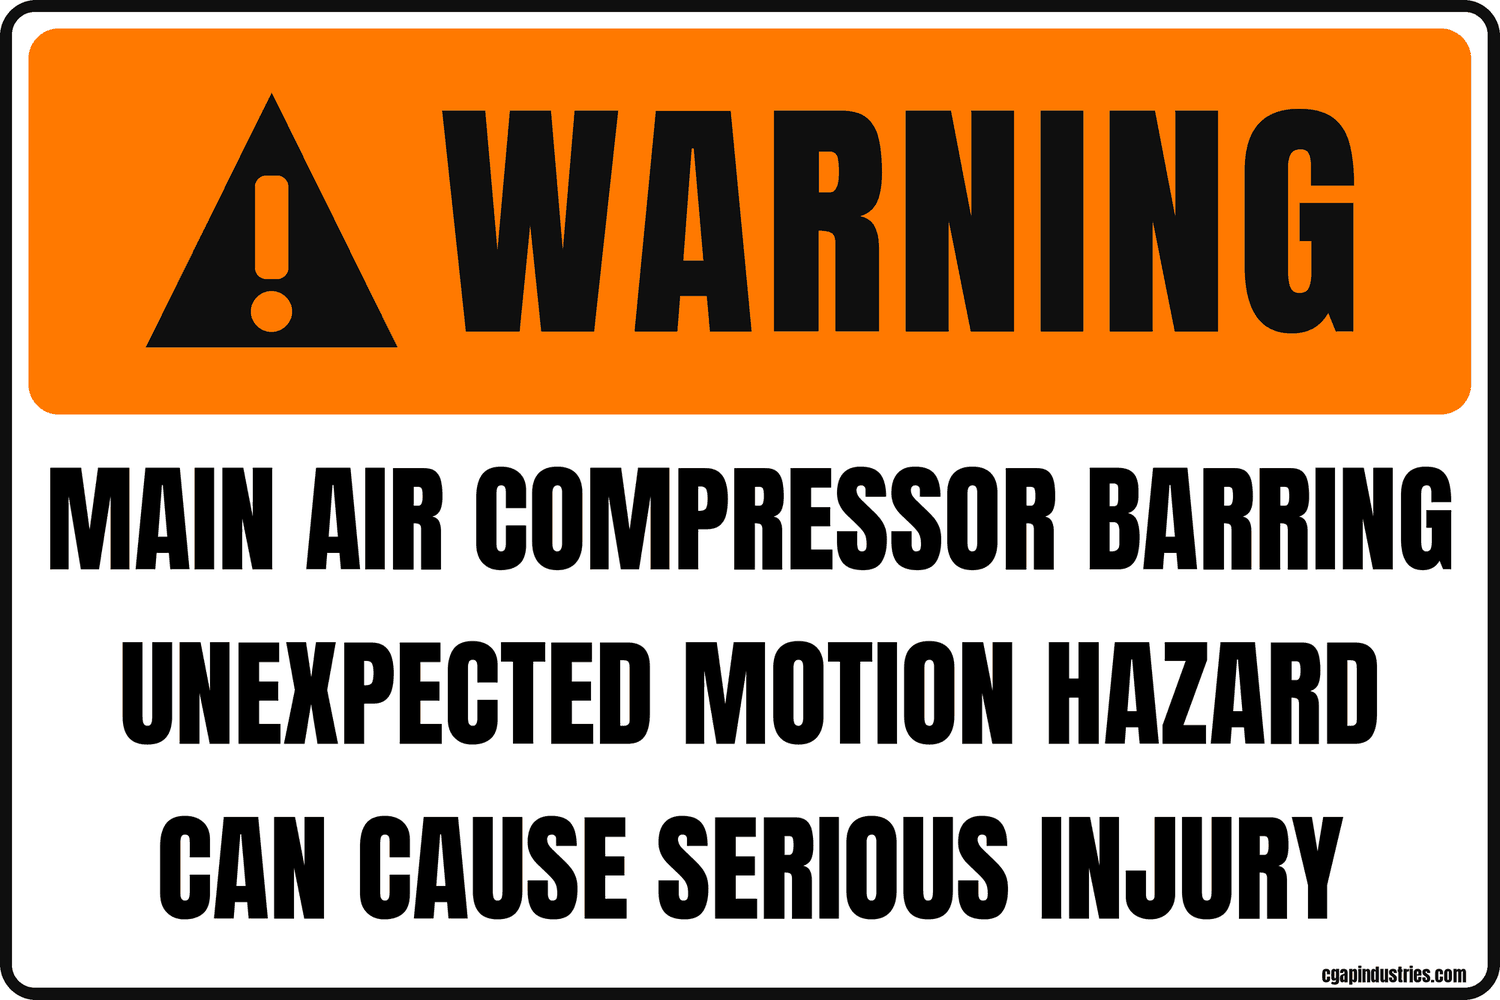 WARNING
MAIN AIR COMPRESSOR BARRING
UNEXPECTED MOTION HAZARD
CAN CAUSE SERIOUS INJURY
cgapindustries.com